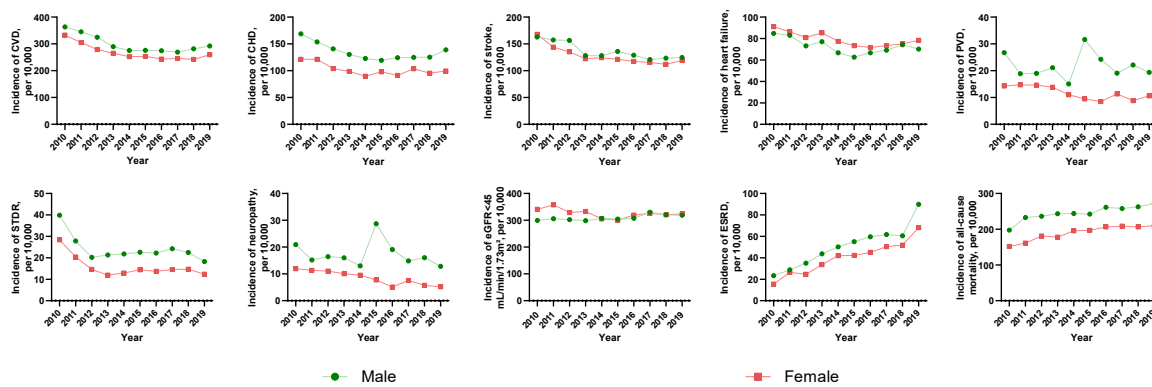 Incidence of CVD,
per 10,000
400
300
200
100
0
2010 2011 2012 2013 2014 2015 2016 2017 2018 2019
Year
Incidence of CHD,
per 10,000
200
150
100
50
0
2010 2011 2012 2013 2014 2015 2016 2017 2018 2019
Year
Incidence of stroke,
per 10,000
200
150
100
50
0
2010 2011 2012 2013 2014 2015 2016 2017 2018 2019
Year
Incidence of heart failure,
per 10,000
100
80
60
40
20
0
2010 2011 2012 2013 2014 2015 2016 2017 2018 2019
Year
Incidence of PVD,
per 10,000
40
30
20
10
0
2010 2011 2012 2013 2014 2015 2016 2017 2018 2019
Year
Incidence of STDR,
per 10,000
50
40
30
20
10
0
2010 2011 2012 2013 2014 2015 2016 2017 2018 2019
Year
Incidence of neuropathy,
per 10,000
40
30
20
10
0
2010 2011 2012 2013 2014 2015 2016 2017 2018 2019
Year
Incidence of eGFR<45
mL/min/1.73m², per 10,000
400
300
200
100
0
2010 2011 2012 2013 2014 2015 2016 2017 2018 2019
Year
Incidence of ESRD,
per 10,000
100
80
60
40
20
0
2010 2011 2012 2013 2014 2015 2016 2017 2018 2019
Year
Incidence of all-cause
mortality, per 10,000
300
200
100
0
2010 2011 2012 2013 2014 2015 2016 2017 2018 2019
Year
Male
Female